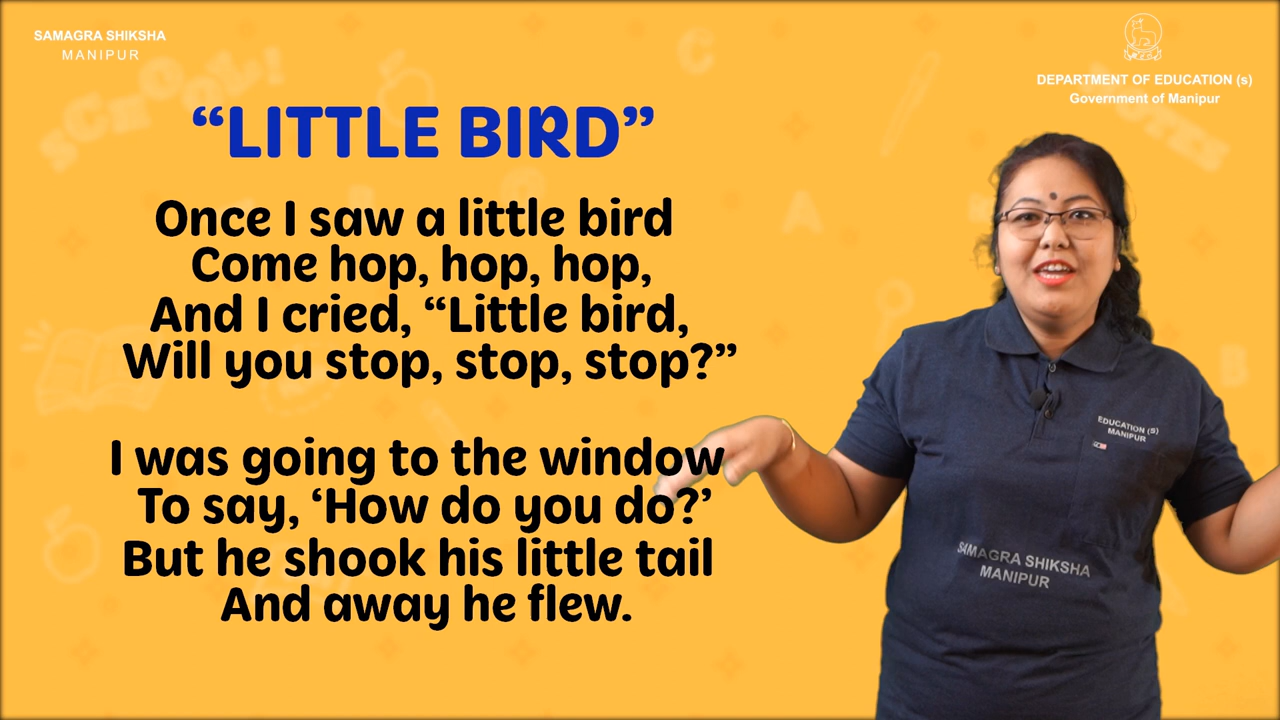 SAMAGRA SHIKSHA
MANIPUR
DEPARTMENT OF EDUCATION (s)
Government of Manipur
“LITTLE BIRD”
Once I saw a little bird
Come hop, hop, hop,
And I cried, “Little bird,
Will you stop, stop, stop?”
I was going to the window
To say, ‘How do you do?’
But he shook his little tail
And away he flew.
EDUCATION (S)
MANIPUR
SAMAGRA SHIKSHA
MANIPUR
SCHOOL!
C
A
B